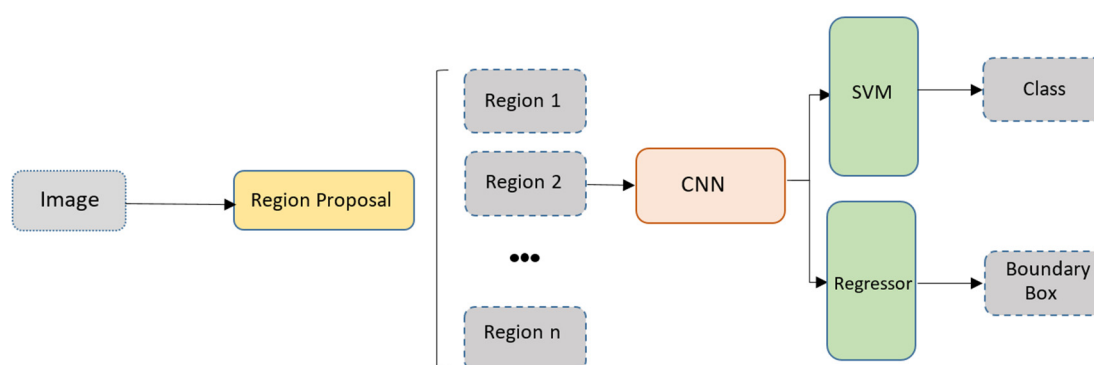 Image
Region Proposal
Region 1
Region 2
•••
Region n
CNN
SVM
Regressor
Class
Boundary
Box